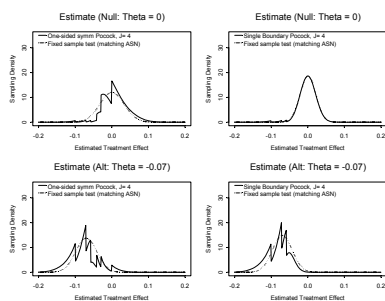 Estimate (Null: Theta = 0)
One-sided symm Pocock, J= 4
Fixed sample test (matching ASN)
Sampling Density
30
20
10
0
-0.2 -0.1 0.0 0.1 0.2
Estimated Treatment Effect
Estimate (Null: Theta = 0)
Single Boundary Pocock, J= 4
Fixed sample test (matching ASN)
Sampling Density
30
20
10
0
-0.2 -0.1 0.0 0.1 0.2
Estimated Treatment Effect
Estimate (Alt: Theta = -0.07)
One-sided symm Pocock, J= 4
Fixed sample test (matching ASN)
Sampling Density
30
20
10
0
-0.2 -0.1 0.0 0.1 0.2
Estimated Treatment Effect
Estimate (Alt: Theta = -0.07)
Single Boundary Pocock, J= 4
Fixed sample test (matching ASN)
Sampling Density
30
20
10
0
-0.2 -0.1 0.0 0.1 0.2
Estimated Treatment Effect